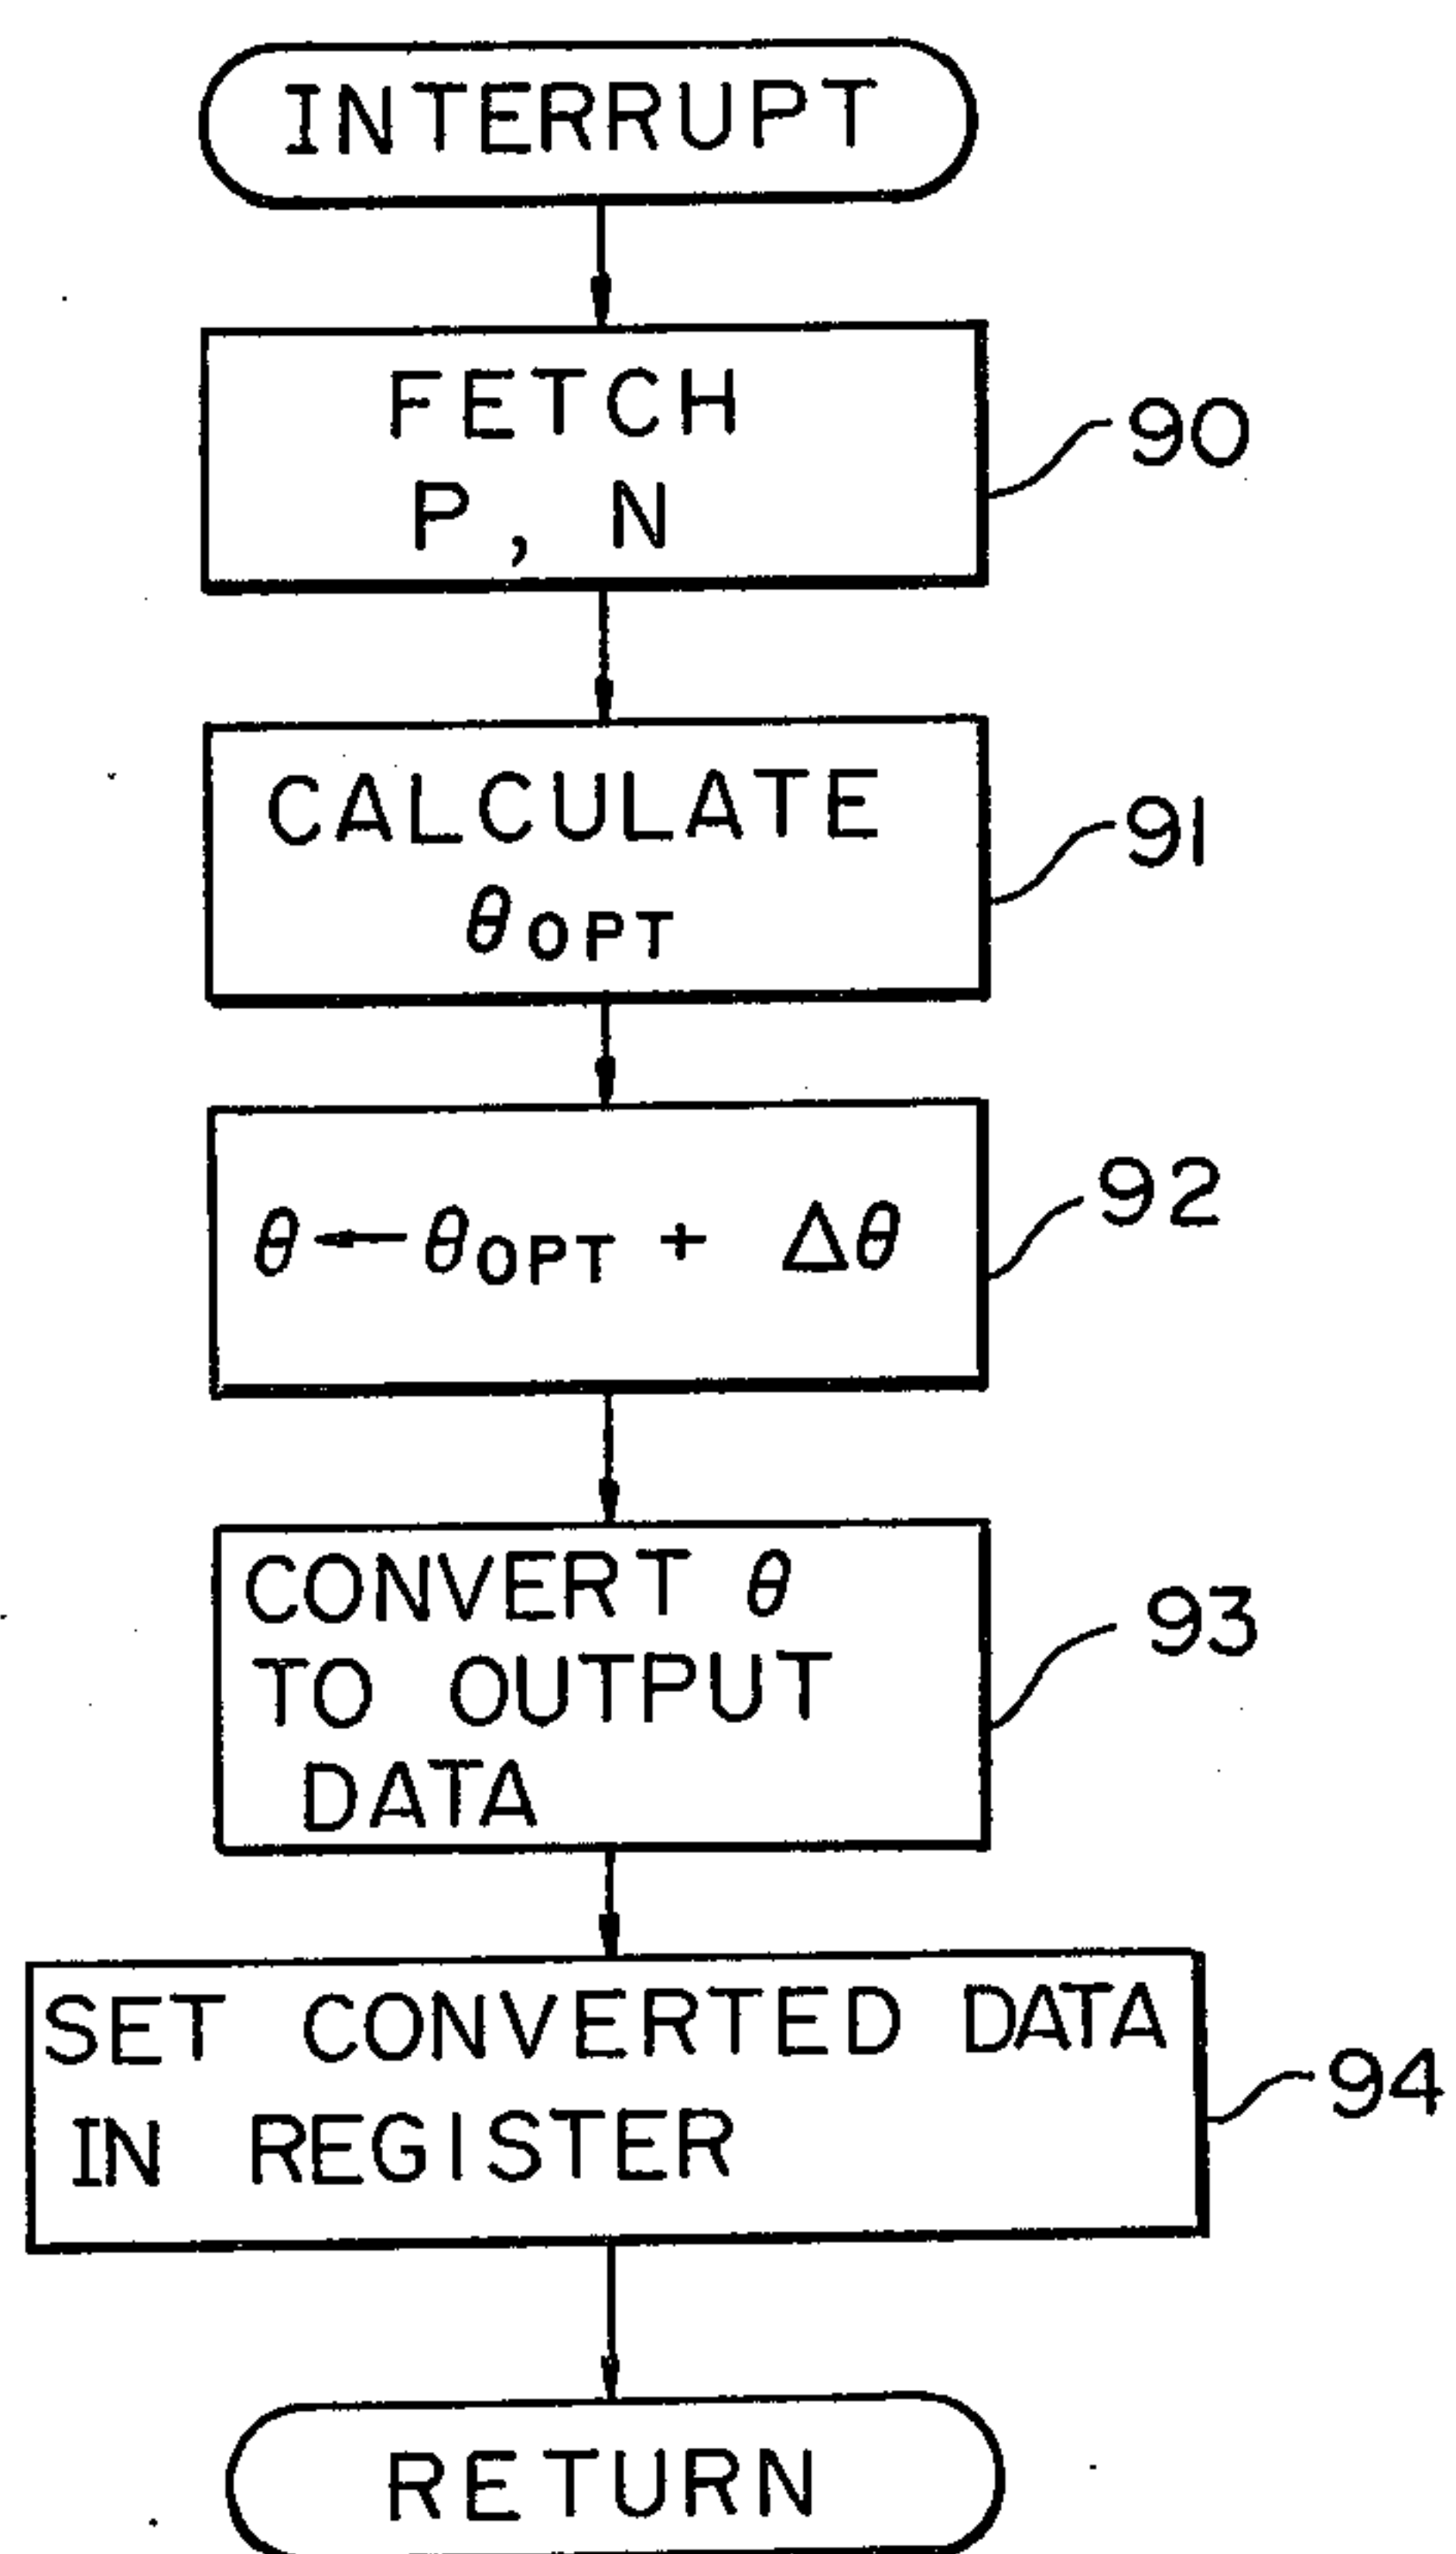 INTERRUPT
FETCH
P, N
90
CALCULATE
θOPT
91
θ ← θOPT + Δθ
92
CONVERT θ
TO OUTPUT
DATA
93
SET CONVERTED DATA
IN REGISTER
94
RETURN